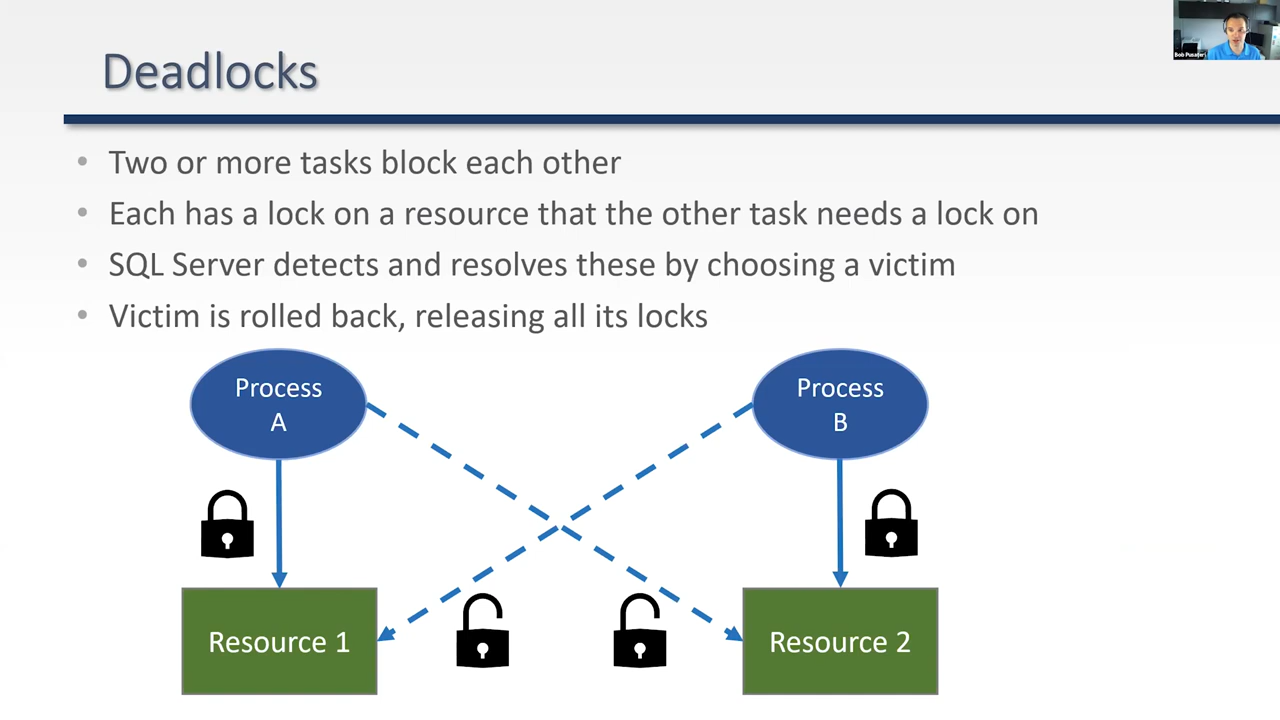 Deadlocks
Bob Pusateri
• Two or more tasks block each other
• Each has a lock on a resource that the other task needs a lock on
• SQL Server detects and resolves these by choosing a victim
• Victim is rolled back, releasing all its locks
Process
A
Process
B
Resource 1
Resource 2